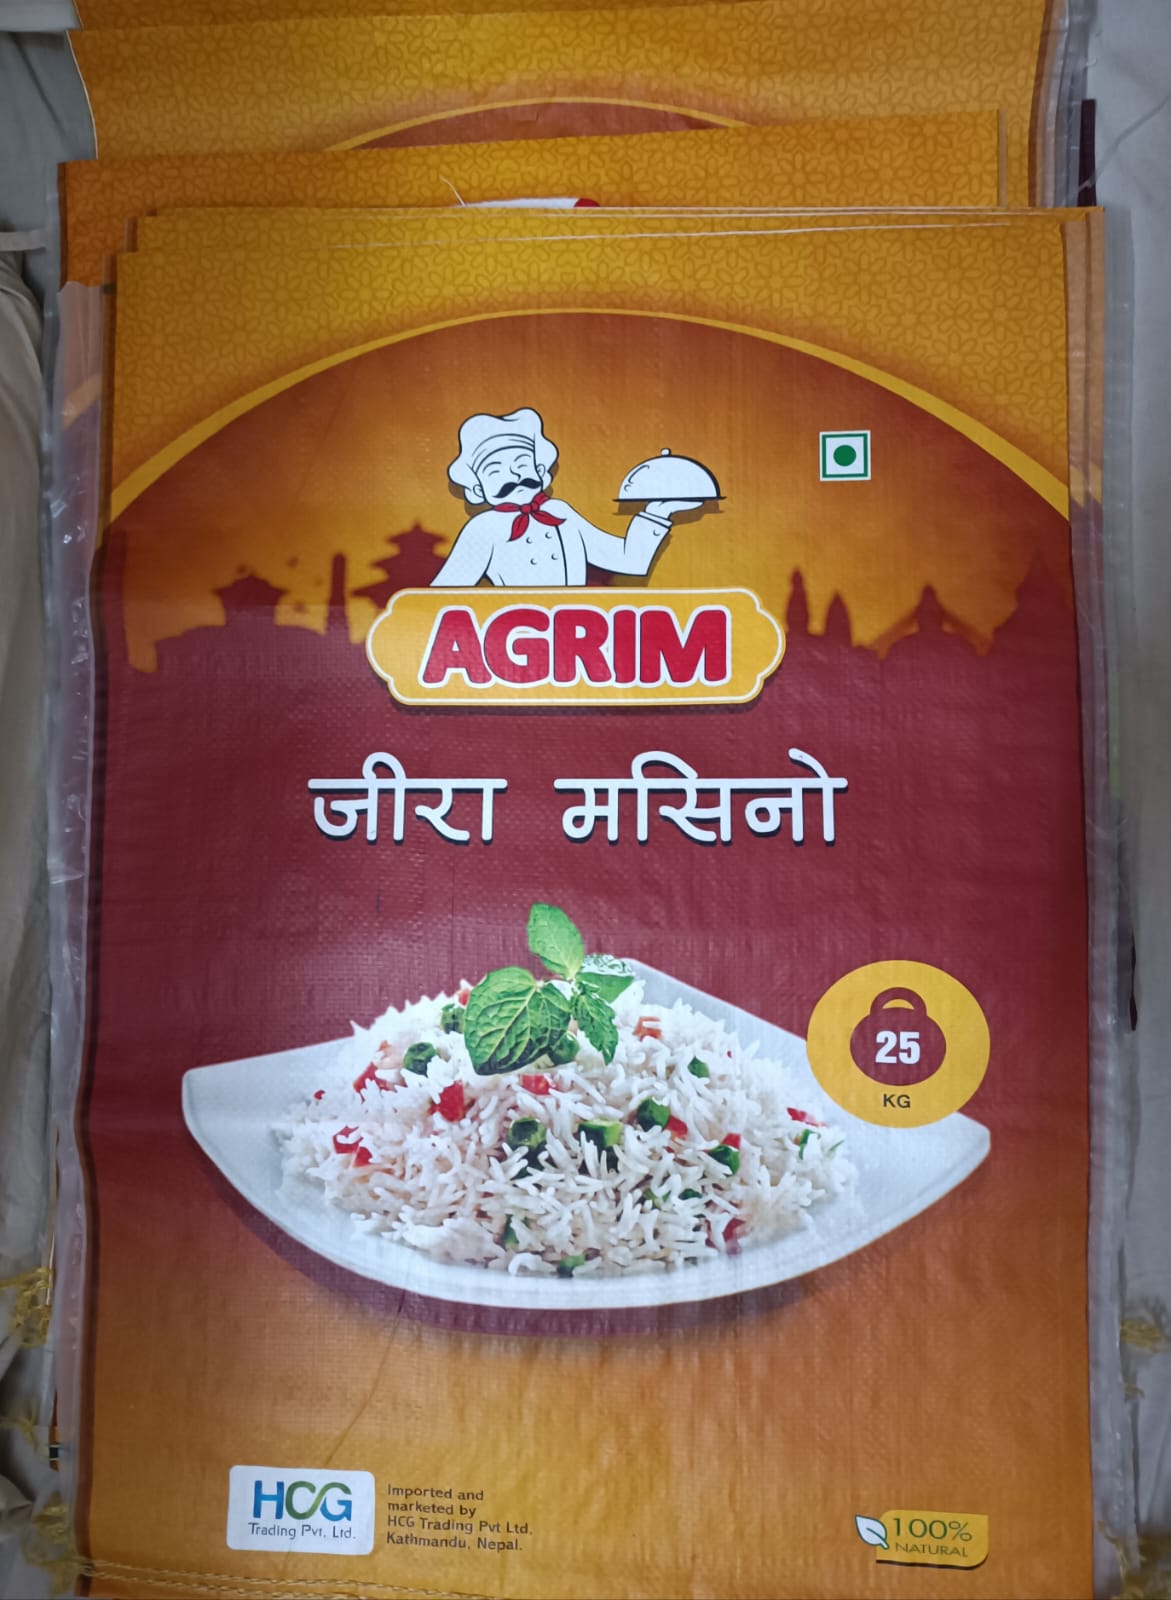 AGRIM
जीरा मसिनो
25
KG
HCG
Trading Pvt. Ltd.
Imported and
marketed by
HCG Trading Pvt Ltd,
Kathmandu, Nepal.
100%
NATURAL